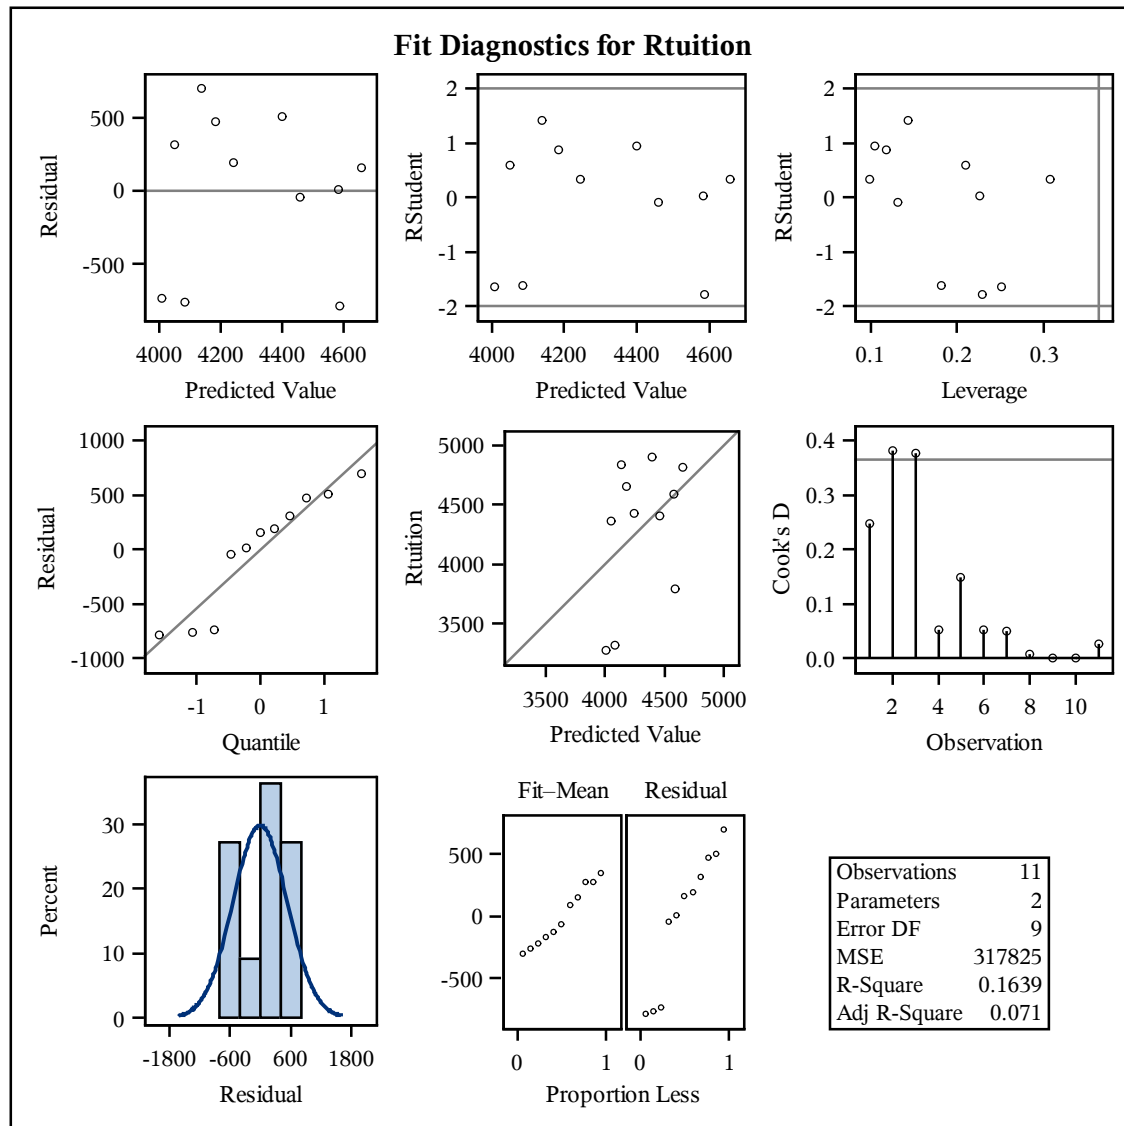 Fit Diagnostics for Rtuition
Residual
500
0
-500
4000 4200 4400 4600
Predicted Value
RStudent
2
1
0
-1
-2
4000 4200 4400 4600
Predicted Value
RStudent
2
1
0
-1
-2
0.1 0.2 0.3
Leverage
Residual
1000
500
0
-500
-1000
-1 0 1
Quantile
Rtuition
5000
4500
4000
3500
3500 4000 4500 5000
Predicted Value
Cook's D
0.4
0.3
0.2
0.1
0.0
2 4 6 8 10
Observation
Percent
30
20
10
0
-1800 -600 600 1800
Residual
Fit–Mean Residual
500
0
-500
0 1 0 1
Proportion Less
Observations 11
Parameters 2
Error DF 9
MSE 317825
R-Square 0.1639
Adj R-Square 0.071